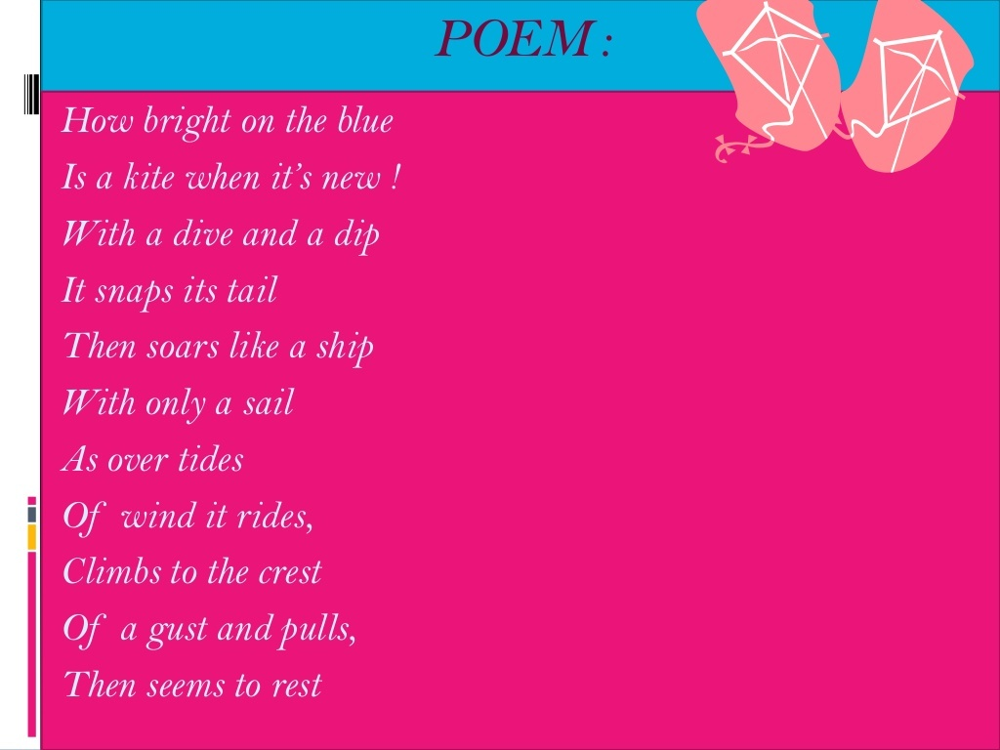 POEM :
How bright on the blue
Is a kite when it’s new !
With a dive and a dip
It snaps its tail
Then soars like a ship
With only a sail
As over tides
Of wind it rides,
Climbs to the crest
Of a gust and pulls,
Then seems to rest